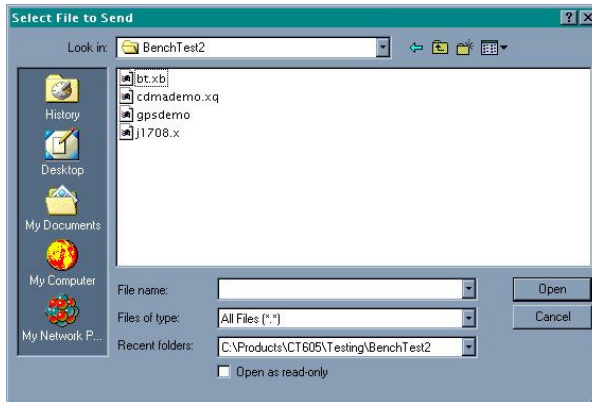 Select File to Send
Look in: BenchTest2
History
Desktop
My Documents
My Computer
My Network P...
bt.xb
cdmademo.xq
gpsdemo
j1708.x
File name:
Open
Files of type: All Files (*.*)
Cancel
Recent folders: C:\Products\CT605\Testing\BenchTest2
Open as read-only